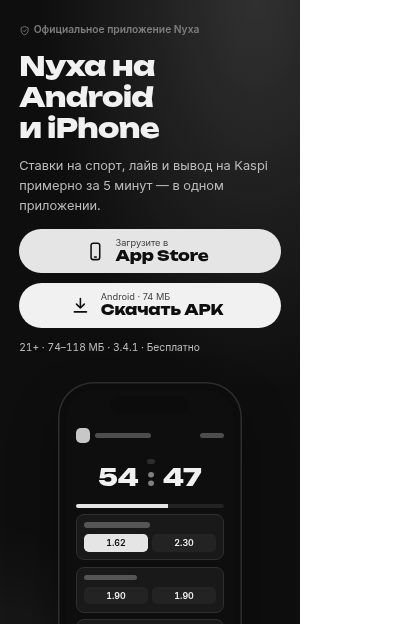 Официальное приложение Nyxa
Nyxa на
Android
и iPhone
Ставки на спорт, лайв и вывод на Kaspi
примерно за 5 минут — в одном
приложении.
Загрузите в
App Store
Android · 74 МБ
Скачать APK
21+ · 74–118 МБ · 3.4.1 · Бесплатно
54 : 47
1.62 2.30
1.90 1.90